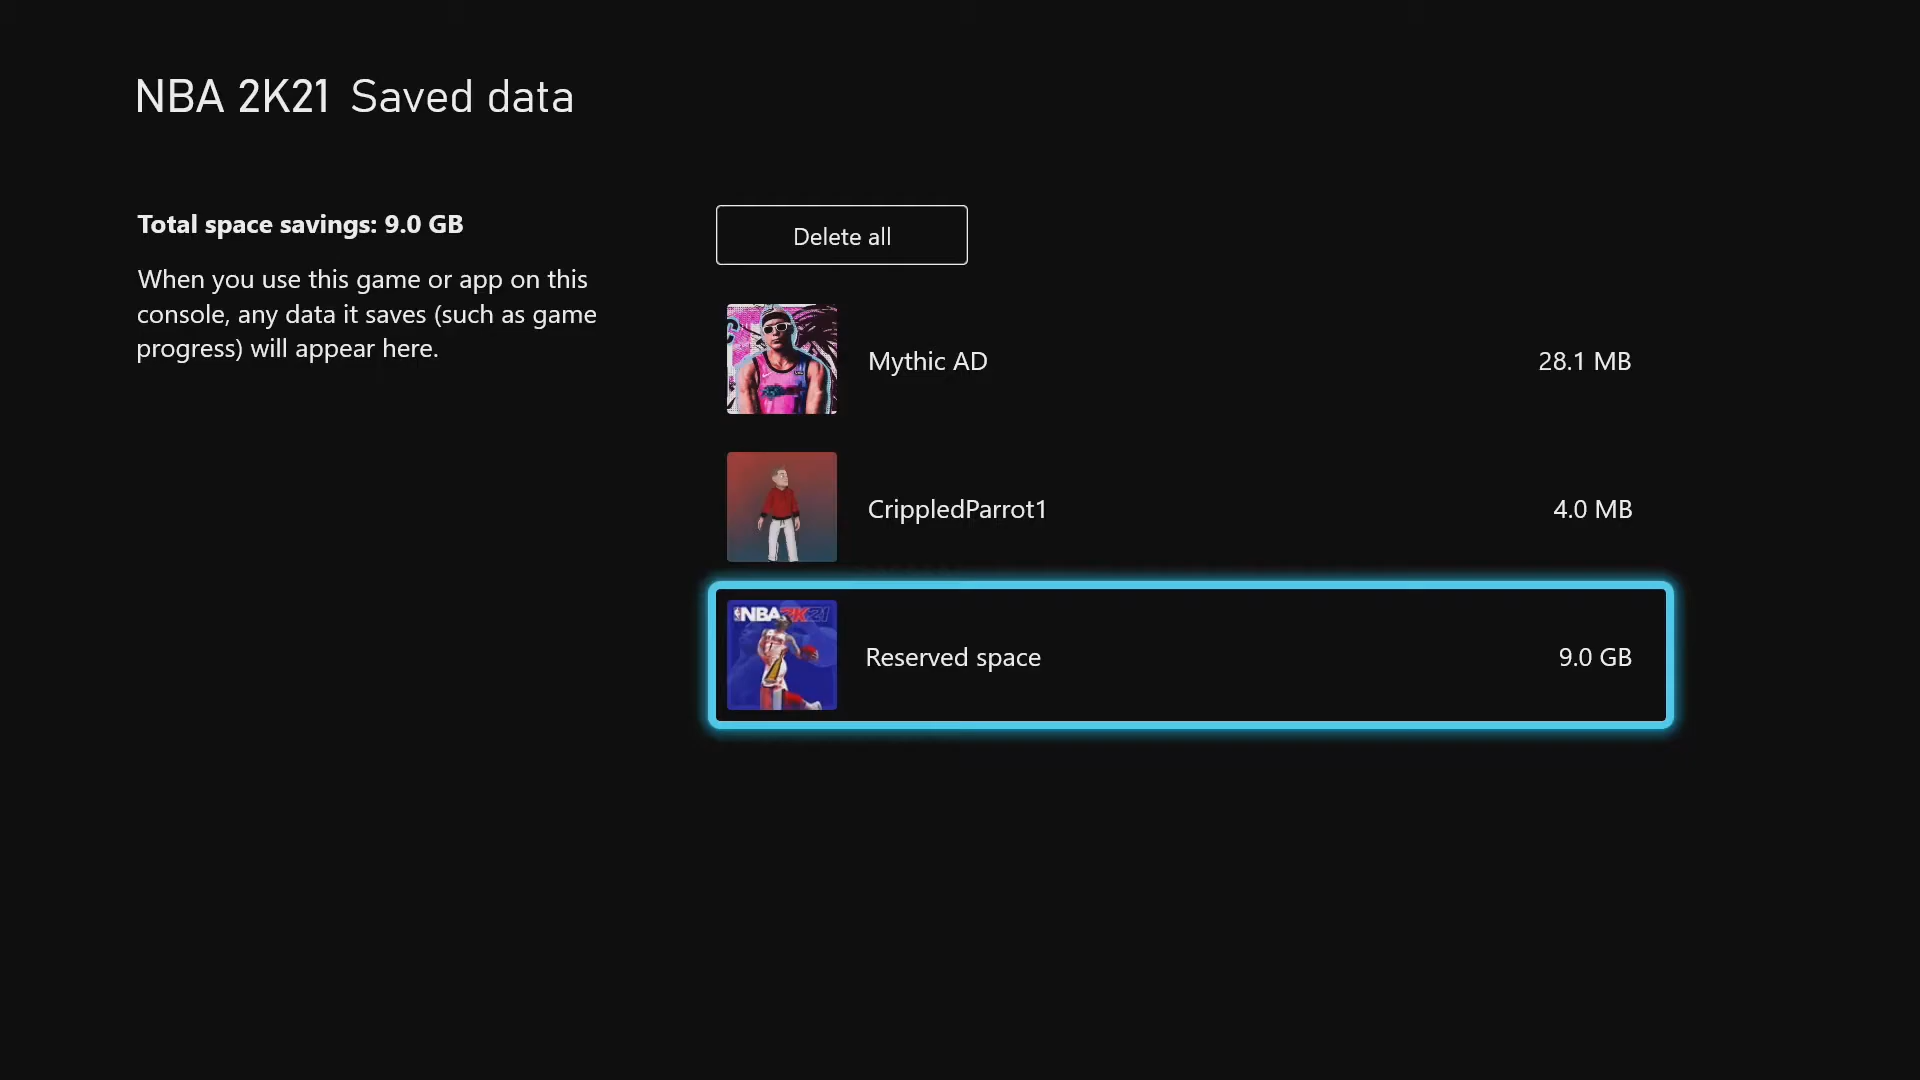 NBA 2K21 Saved data
Total space savings: 9.0 GB
When you use this game or app on this
console, any data it saves (such as game
progress) will appear here.
Delete all
Mythic AD 28.1 MB
CrippledParrot1 4.0 MB
NBA 2K21
Reserved space 9.0 GB